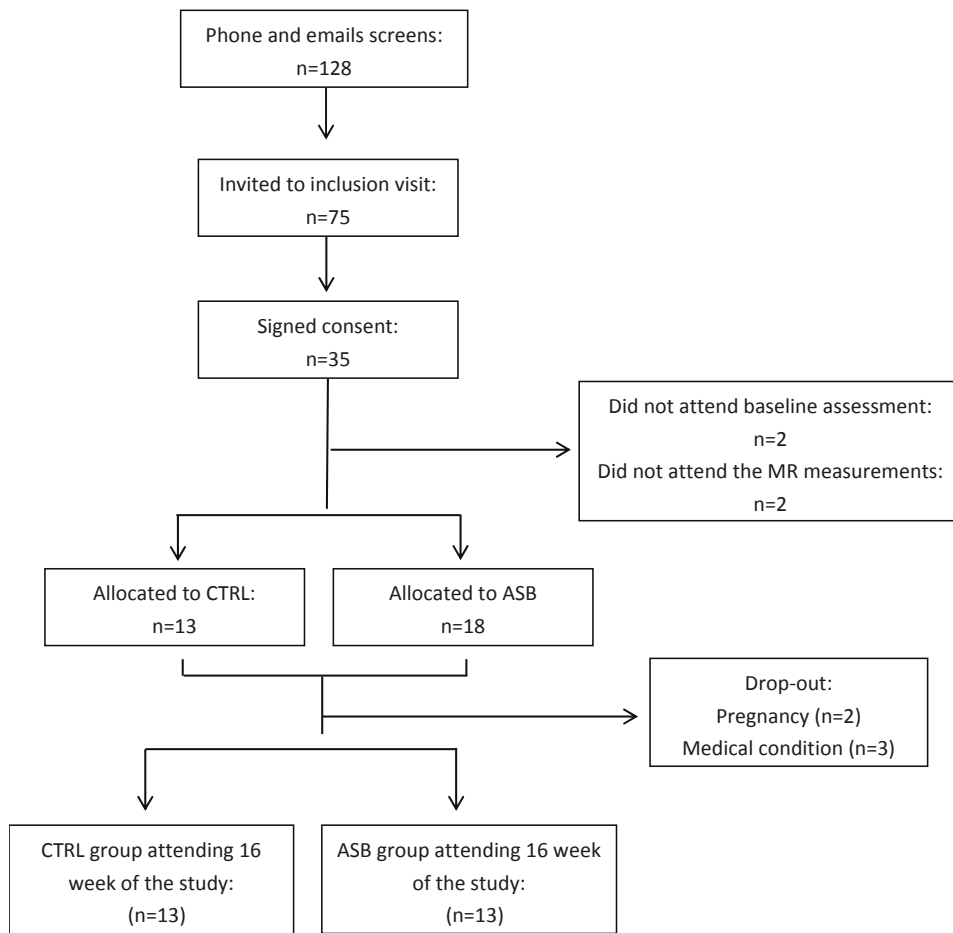 Phone and emails screens:
n=128
Invited to inclusion visit:
n=75
Signed consent:
n=35
Did not attend baseline assessment:
n=2
Did not attend the MR measurements:
n=2
Allocated to CTRL:
n=13
Allocated to ASB
n=18
Drop-out:
Pregnancy (n=2)
Medical condition (n=3)
CTRL group attending 16
week of the study:
(n=13)
ASB group attending 16 week
of the study:
(n=13)